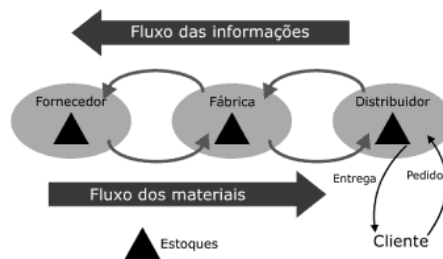 Fluxo das informações
Fornecedor
Fábrica
Distribuidor
Fluxo dos materiais
Entrega
Pedido
Estoques
Cliente